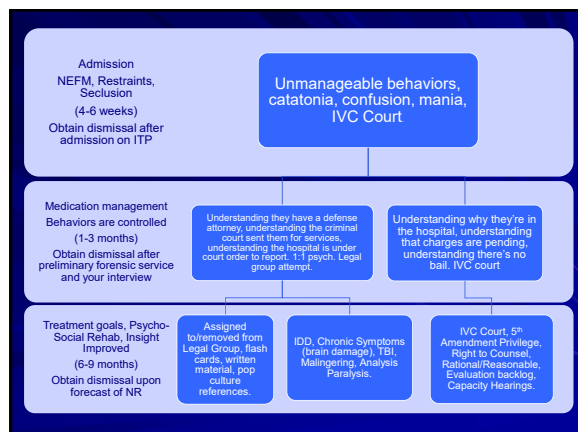 Admission
NEFM, Restraints,
Seclusion
(4-6 weeks)
Obtain dismissal after
admission on ITP
Unmanageable behaviors,
catatonia, confusion, mania,
IVC Court
Medication management
Behaviors are controlled
(1-3 months)
Obtain dismissal after
preliminary forensic service
and your interview
Understanding they have a defense
attorney, understanding the criminal
court sent them for services,
understanding the hospital is under
court order to report. 1:1 psych. Legal
group attempt.
Understanding why they're in
the hospital, understanding
that charges are pending,
understanding there's no
bail. IVC court
Treatment goals, Psycho-
Social Rehab, Insight
Improved
(6-9 months)
Obtain dismissal upon
forecast of NR
Assigned
to/removed from
Legal Group, flash
cards, written
material, pop
culture
references.
IDD, Chronic Symptoms
(brain damage), TBI,
Malingering, Analysis
Paralysis.
IVC Court, 5th
Amendment Privilege,
Right to Counsel,
Rational/Reasonable,
Evaluation backlog,
Capacity Hearings.